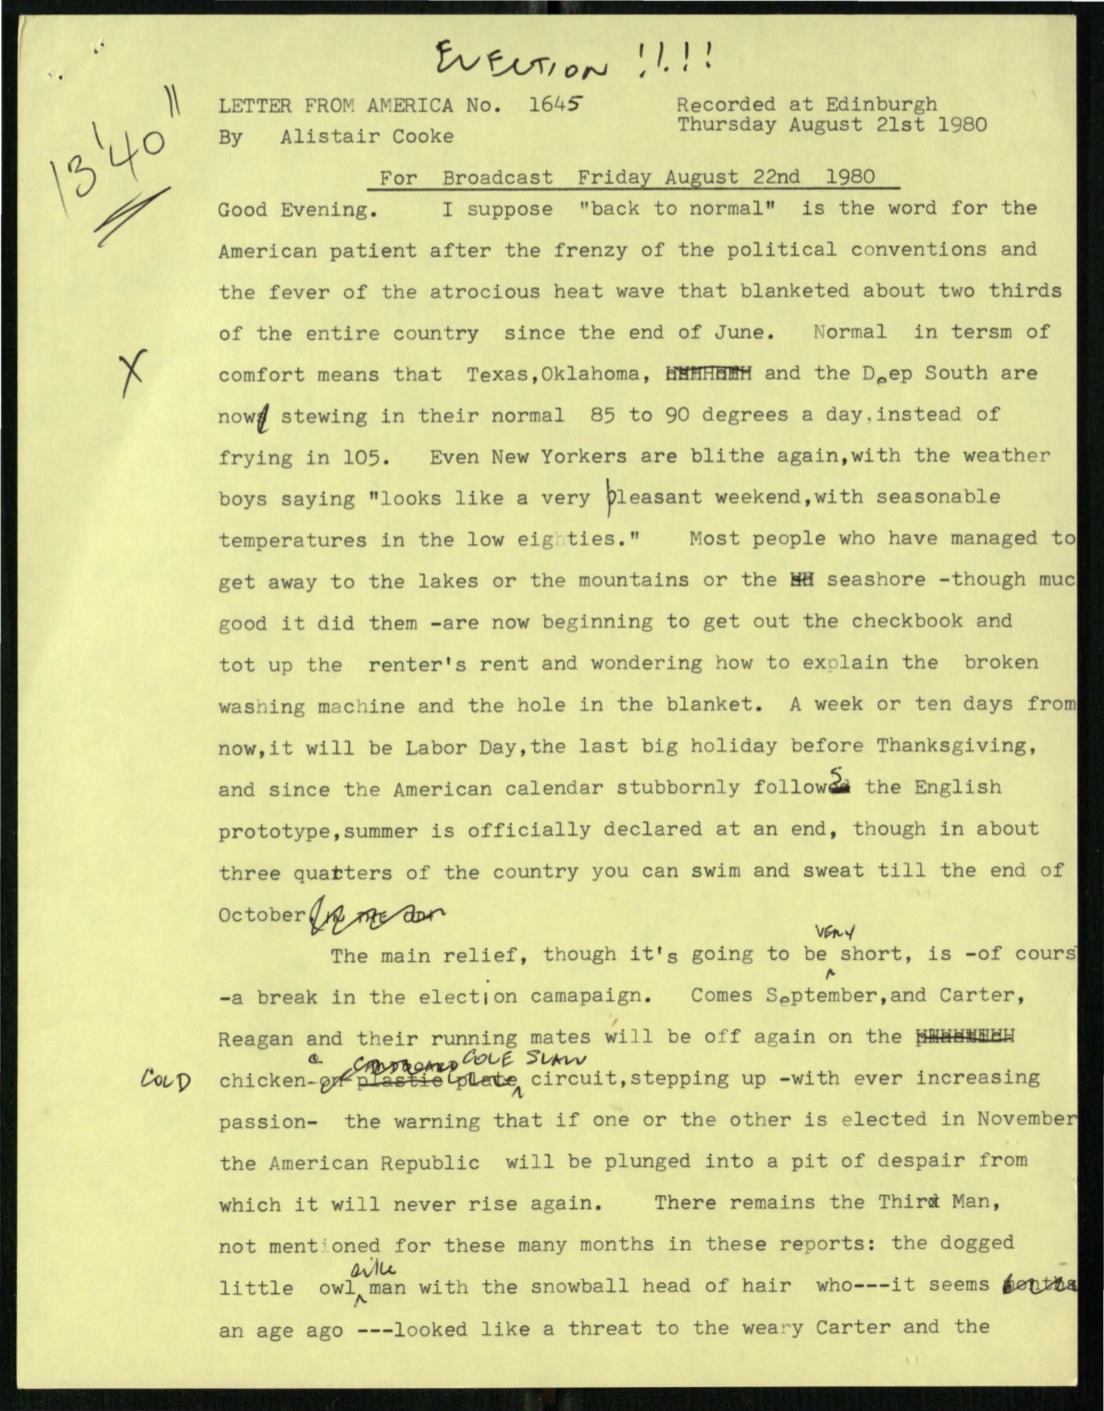 ELECTION !!!!
13'40"
LETTER FROM AMERICA No. 1645 Recorded at Edinburgh
By Alistair Cooke Thursday August 21st 1980
For Broadcast Friday August 22nd 1980
Good Evening. I suppose "back to normal" is the word for the
American patient after the frenzy of the political conventions and
the fever of the atrocious heat wave that blanketed about two thirds
of the entire country since the end of June. Normal in tersm of
X
comfort means that Texas,Oklahoma, and the Deep South are
now stewing in their normal 85 to 90 degrees a day.instead of
frying in 105. Even New Yorkers are blithe again,with the weather
boys saying "looks like a very pleasant weekend,with seasonable
temperatures in the low eighties." Most people who have managed to
get away to the lakes or the mountains or the seashore -though muc
good it did them -are now beginning to get out the checkbook and
tot up the renter's rent and wondering how to explain the broken
washing machine and the hole in the blanket. A week or ten days from
now,it will be Labor Day,the last big holiday before Thanksgiving,
and since the American calendar stubbornly follows the English
prototype,summer is officially declared at an end, though in about
three quatters of the country you can swim and sweat till the end of
October
The main relief, though it's going to be very short, is -of cours
-a break in the election camapaign. Comes September,and Carter,
Reagan and their running mates will be off again on the
COLD chicken- a CARDBOARD plastic plate COLE SLAW circuit,stepping up -with ever increasing
passion- the warning that if one or the other is elected in November
the American Republic will be plunged into a pit of despair from
which it will never rise again. There remains the Third Man,
not mentioned for these many months in these reports: the dogged
little owl like man with the snowball head of hair who---it seems
an age ago ---looked like a threat to the weary Carter and the